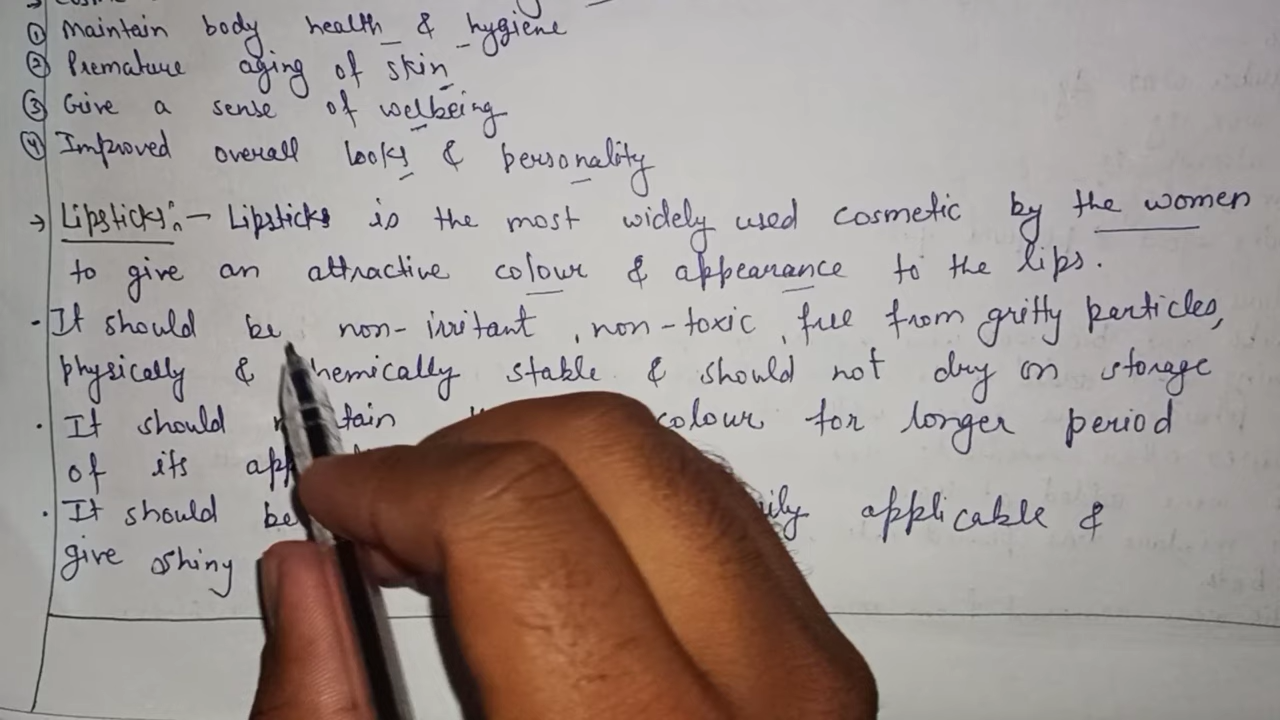 ① Maintain body health & hygiene
② Premature aging of skin
③ Give a sense of welbeing
④ Improved overall looks & personality
→ Lipsticks:- Lipsticks is the most widely used cosmetic by the women
to give an attractive colour & appearance to the lips.
- It should be non-irritant, non-toxic, free from gritty particles,
physically & hemically stable & should not dry on storage
• It should tain colour for longer period
of its app
• It should be ily applicable &
give shiny